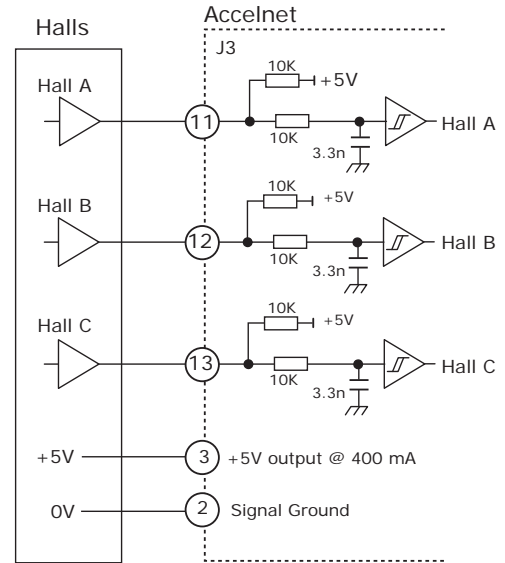 Halls
Accelnet
J3
Hall A
10K
+5V
11
10K
3.3n
Hall A
Hall B
10K
+5V
12
10K
3.3n
Hall B
Hall C
10K
+5V
13
10K
3.3n
Hall C
+5V
3
+5V output @ 400 mA
0V
2
Signal Ground